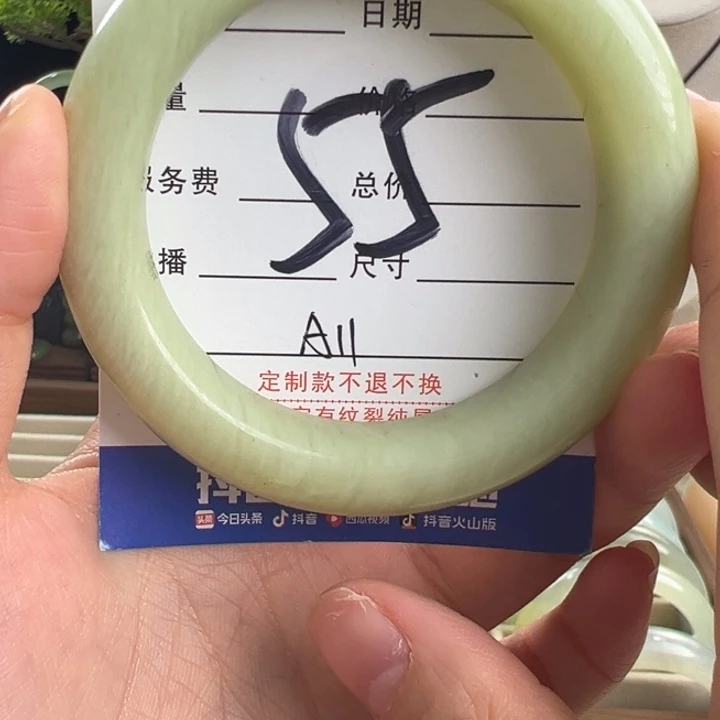 日期
量 价格
服务费 总价
播 尺寸
55
A11
定制款不退不换
今日头条 抖音 西瓜视频 抖音火山版